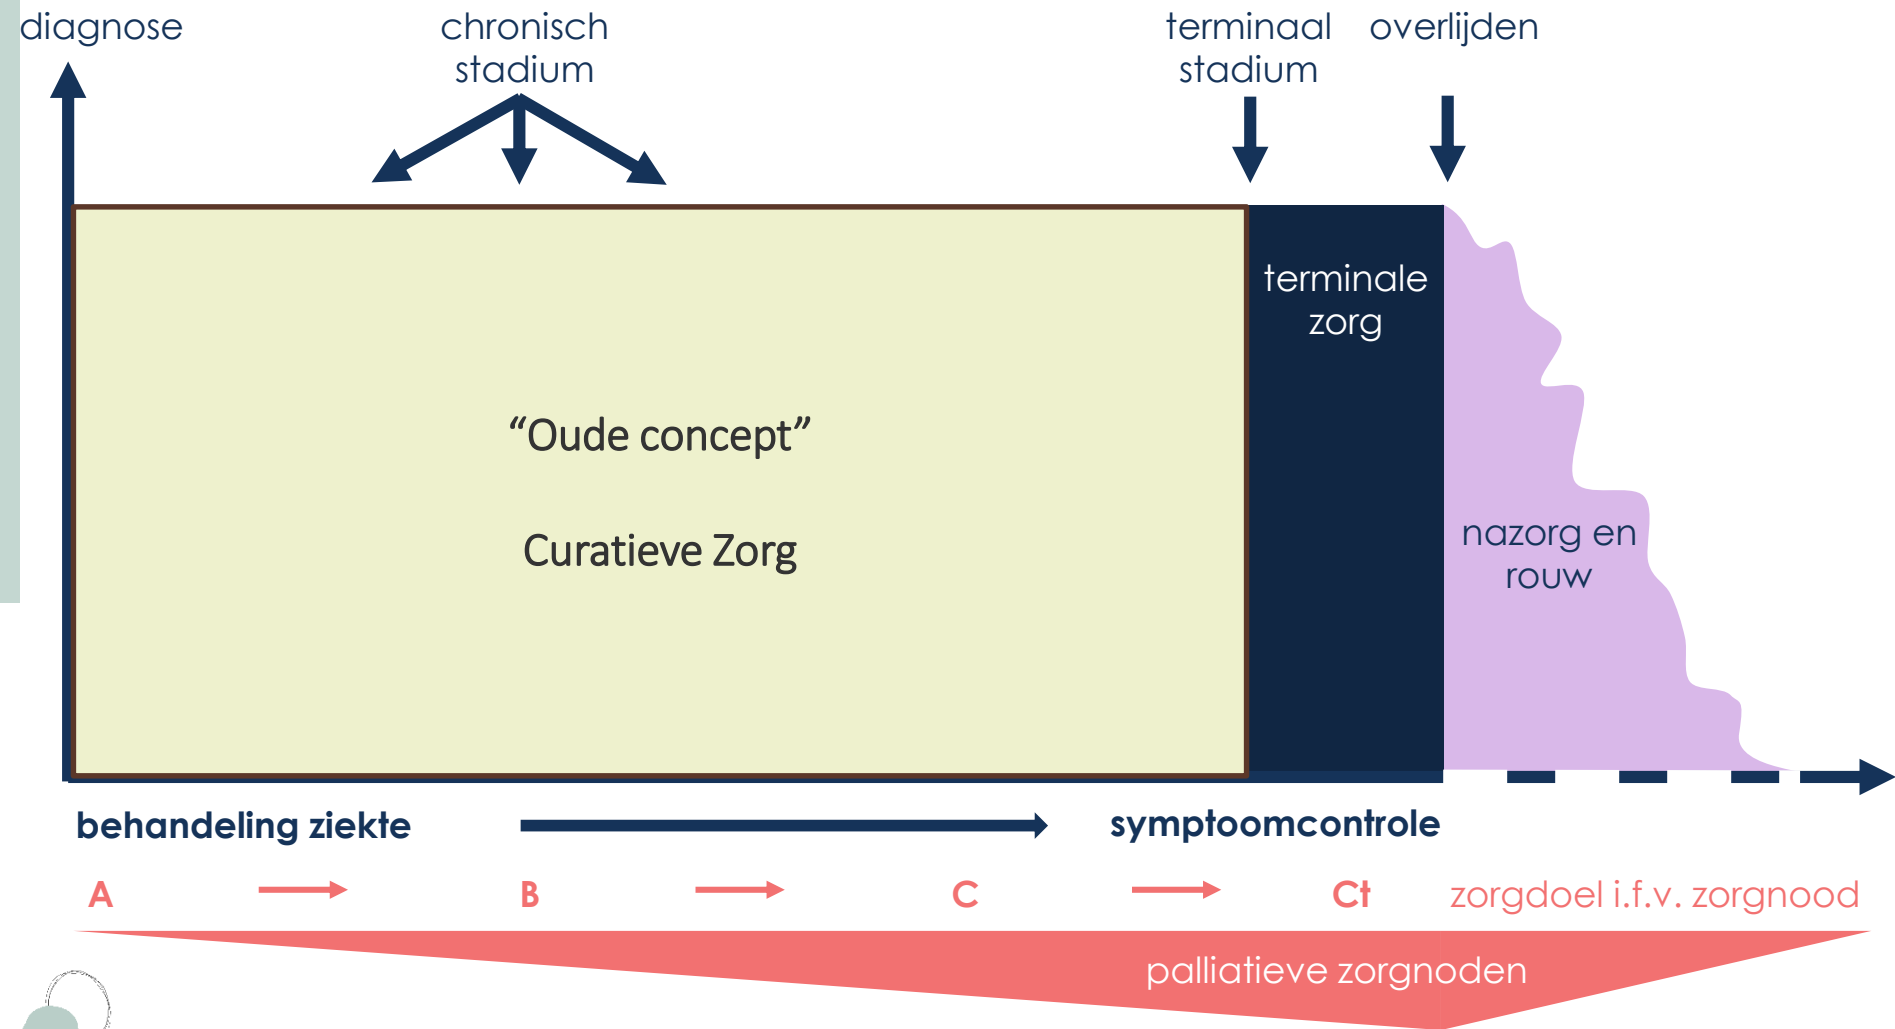 diagnose
chronisch
stadium
terminaal
stadium
overlijden
terminale
zorg
“Oude concept”
Curatieve Zorg
nazorg en
rouw
behandeling ziekte
symptoomcontrole
A
B
C
Ct
zorgdoel i.f.v. zorgnood
palliatieve zorgnoden